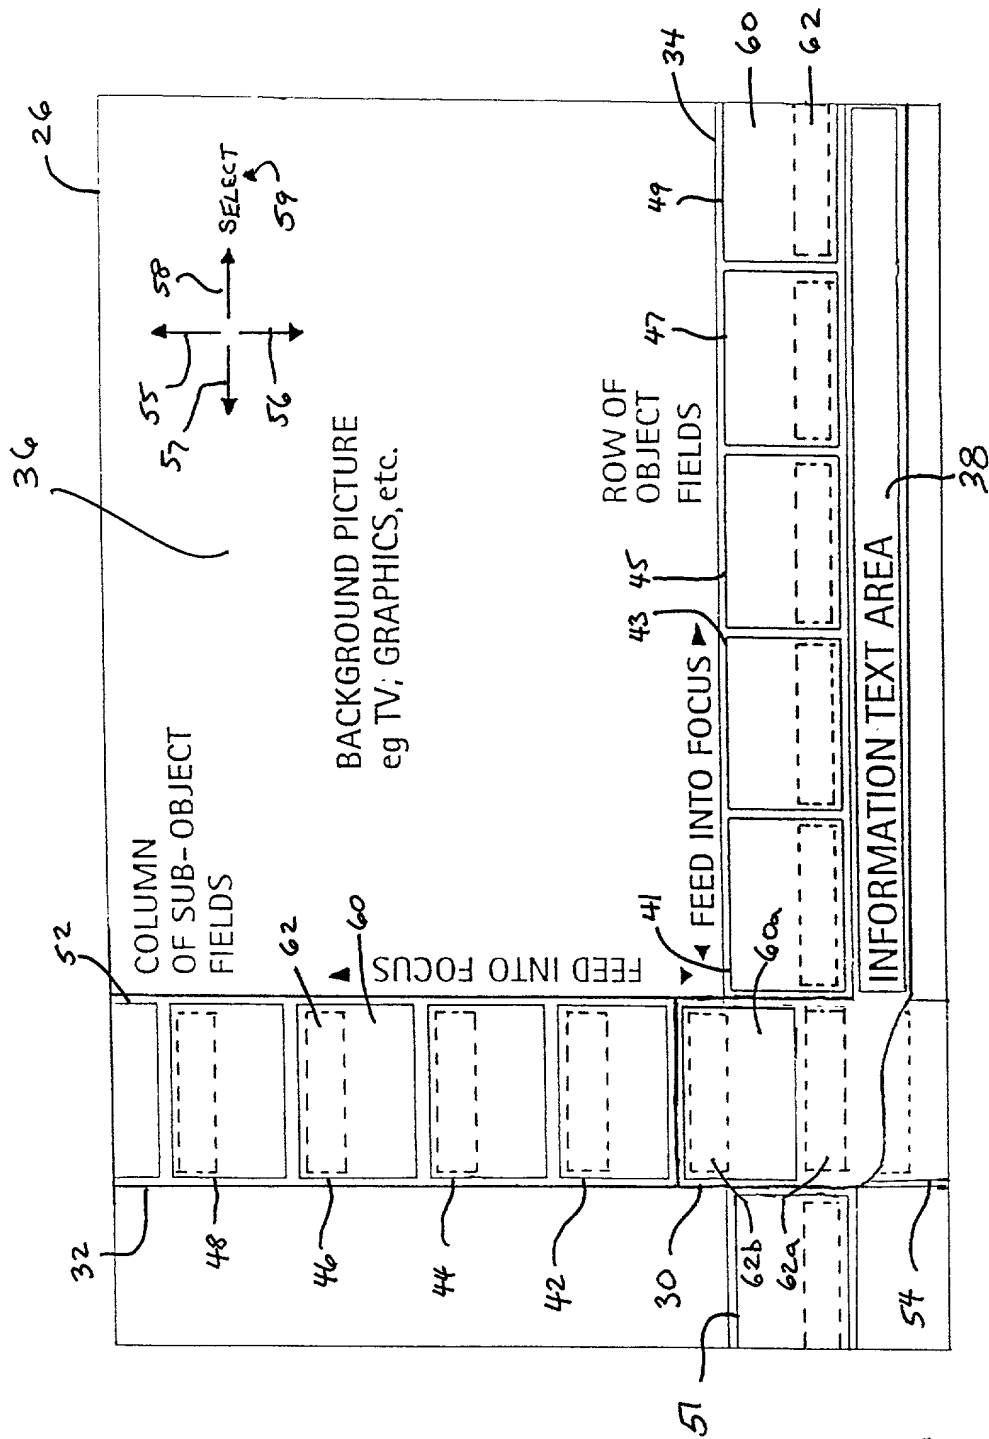 26
36
SELECT
59
58
55
57
56
34
60
62
49
47
45
43
41
60a
38
52
COLUMN
OF SUB-OBJECT
FIELDS
BACKGROUND PICTURE
eg TV; GRAPHICS, etc.
ROW OF
OBJECT
FIELDS
FEED INTO FOCUS
FEED INTO FOCUS
INFORMATION TEXT AREA
62
60
32
48
46
44
42
30
62b
62a
51
54